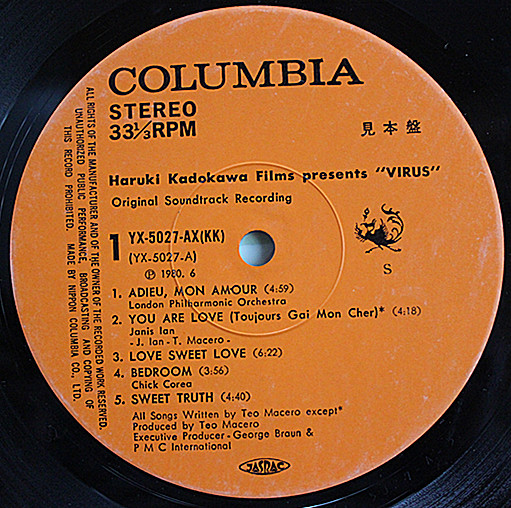 COLUMBIA
STEREO
33 1/3 RPM
見本盤
Haruki Kadokawa Films presents "VIRUS"
Original Soundtrack Recording
1 YX-5027-AX(KK)
(YX-5027-A)
Ⓟ 1980. 6
S
1. ADIEU, MON AMOUR (4:59)
London Philharmonic Orchestra
2. YOU ARE LOVE (Toujours Gai Mon Cher)* (4:18)
Janis Ian
- J. Ian - T. Macero -
3. LOVE SWEET LOVE (6:22)
4. BEDROOM (3:56)
Chick Corea
5. SWEET TRUTH (4:40)
All Songs Written by Teo Macero except*
Produced by Teo Macero
Executive Producer - George Braun &
P M C International
JASRAC
ALL RIGHTS OF THE MANUFACTURER AND OF THE OWNER OF THE RECORDED WORK RESERVED.
UNAUTHORIZED PUBLIC PERFORMANCE, BROADCASTING AND COPYING OF
THIS RECORD PROHIBITED. MADE BY NIPPON COLUMBIA CO., LTD.